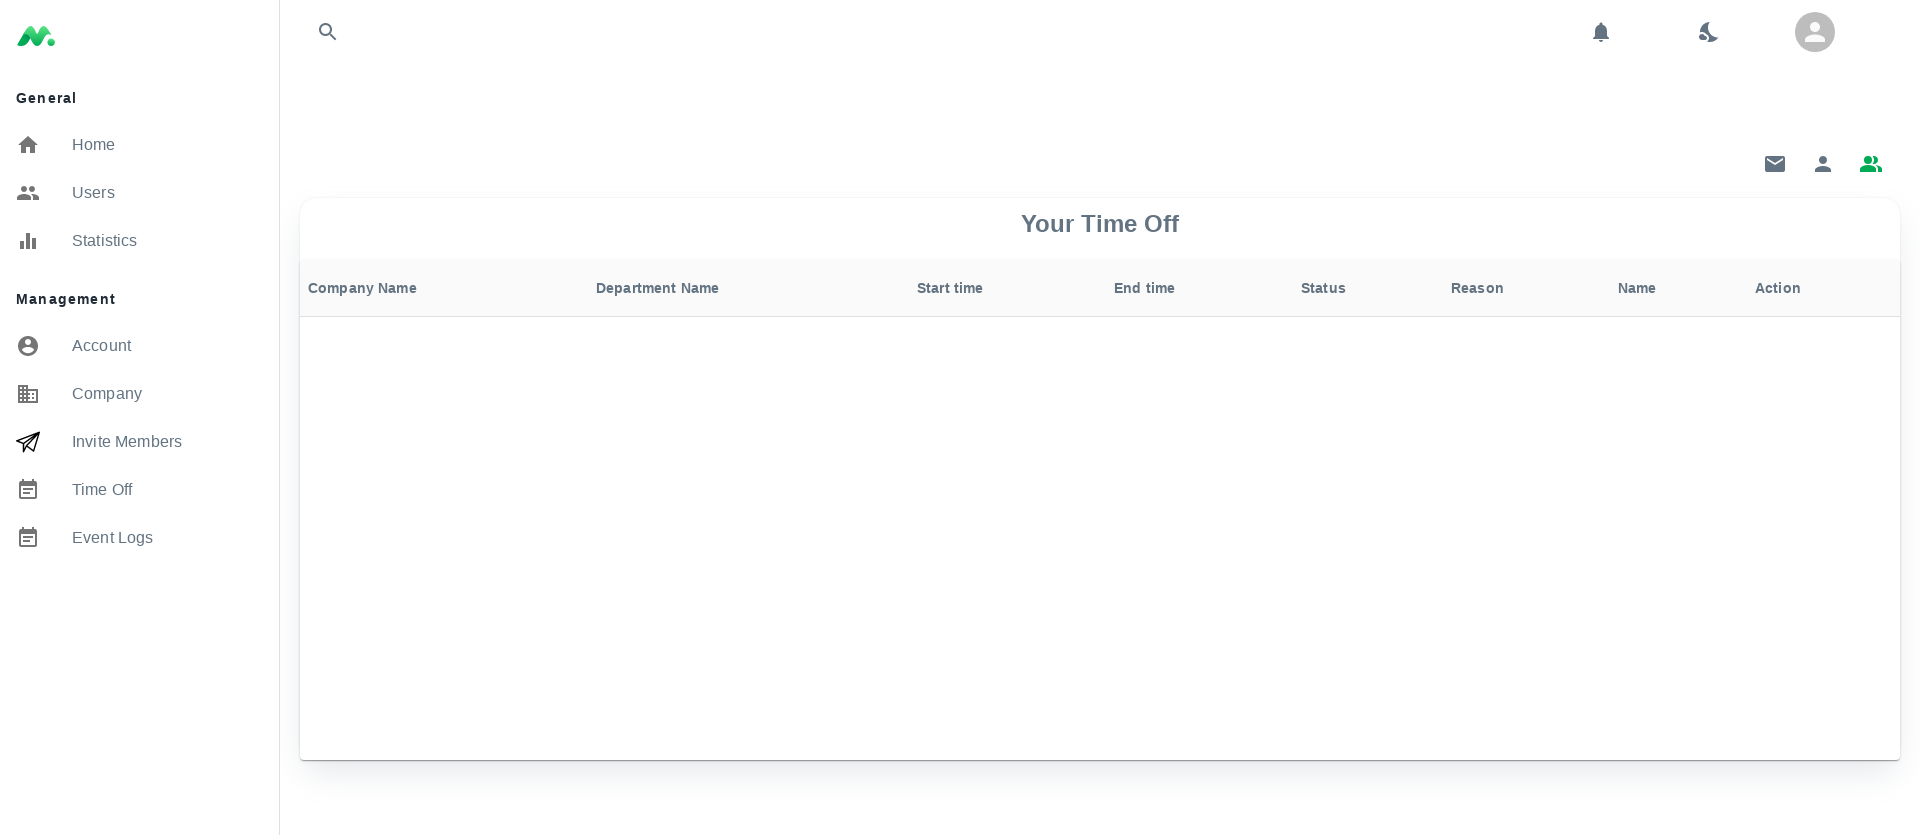 General
Home
Users
Statistics
Management
Account
Company
Invite Members
Time Off
Event Logs
Your Time Off
Company Name Department Name Start time End time Status Reason Name Action